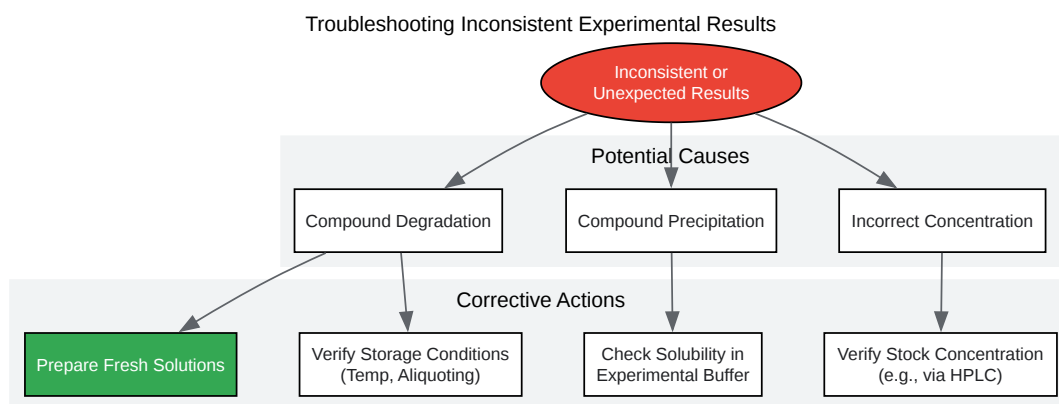 Troubleshooting Inconsistent Experimental Results
Inconsistent or
Unexpected Results
Potential Causes
Compound Degradation
Compound Precipitation
Incorrect Concentration
Corrective Actions
Prepare Fresh Solutions
Verify Storage Conditions
(Temp, Aliquoting)
Check Solubility in
Experimental Buffer
Verify Stock Concentration
(e.g., via HPLC)